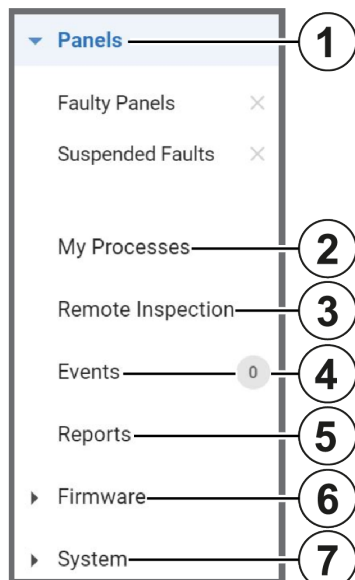 Panels 1
Faulty Panels
Suspended Faults
My Processes 2
Remote Inspection 3
Events 0 4
Reports 5
Firmware 6
System 7